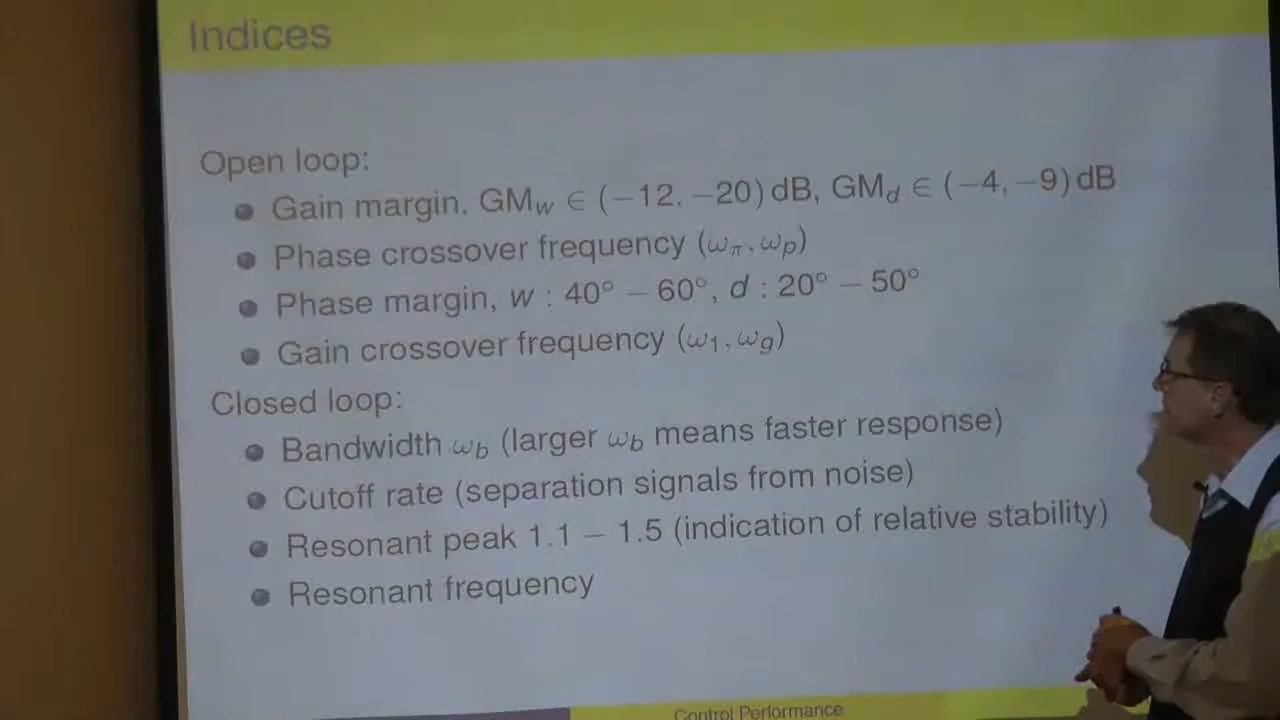 Indices
Open loop:
Gain margin, GM_w ∈ (−12, −20) dB, GM_d ∈ (−4, −9) dB
Phase crossover frequency (ω_π, ω_p)
Phase margin, w : 40° − 60°, d : 20° − 50°
Gain crossover frequency (ω_1, ω_g)
Closed loop:
Bandwidth ω_b (larger ω_b means faster response)
Cutoff rate (separation signals from noise)
Resonant peak 1.1 − 1.5 (indication of relative stability)
Resonant frequency
Control Performance